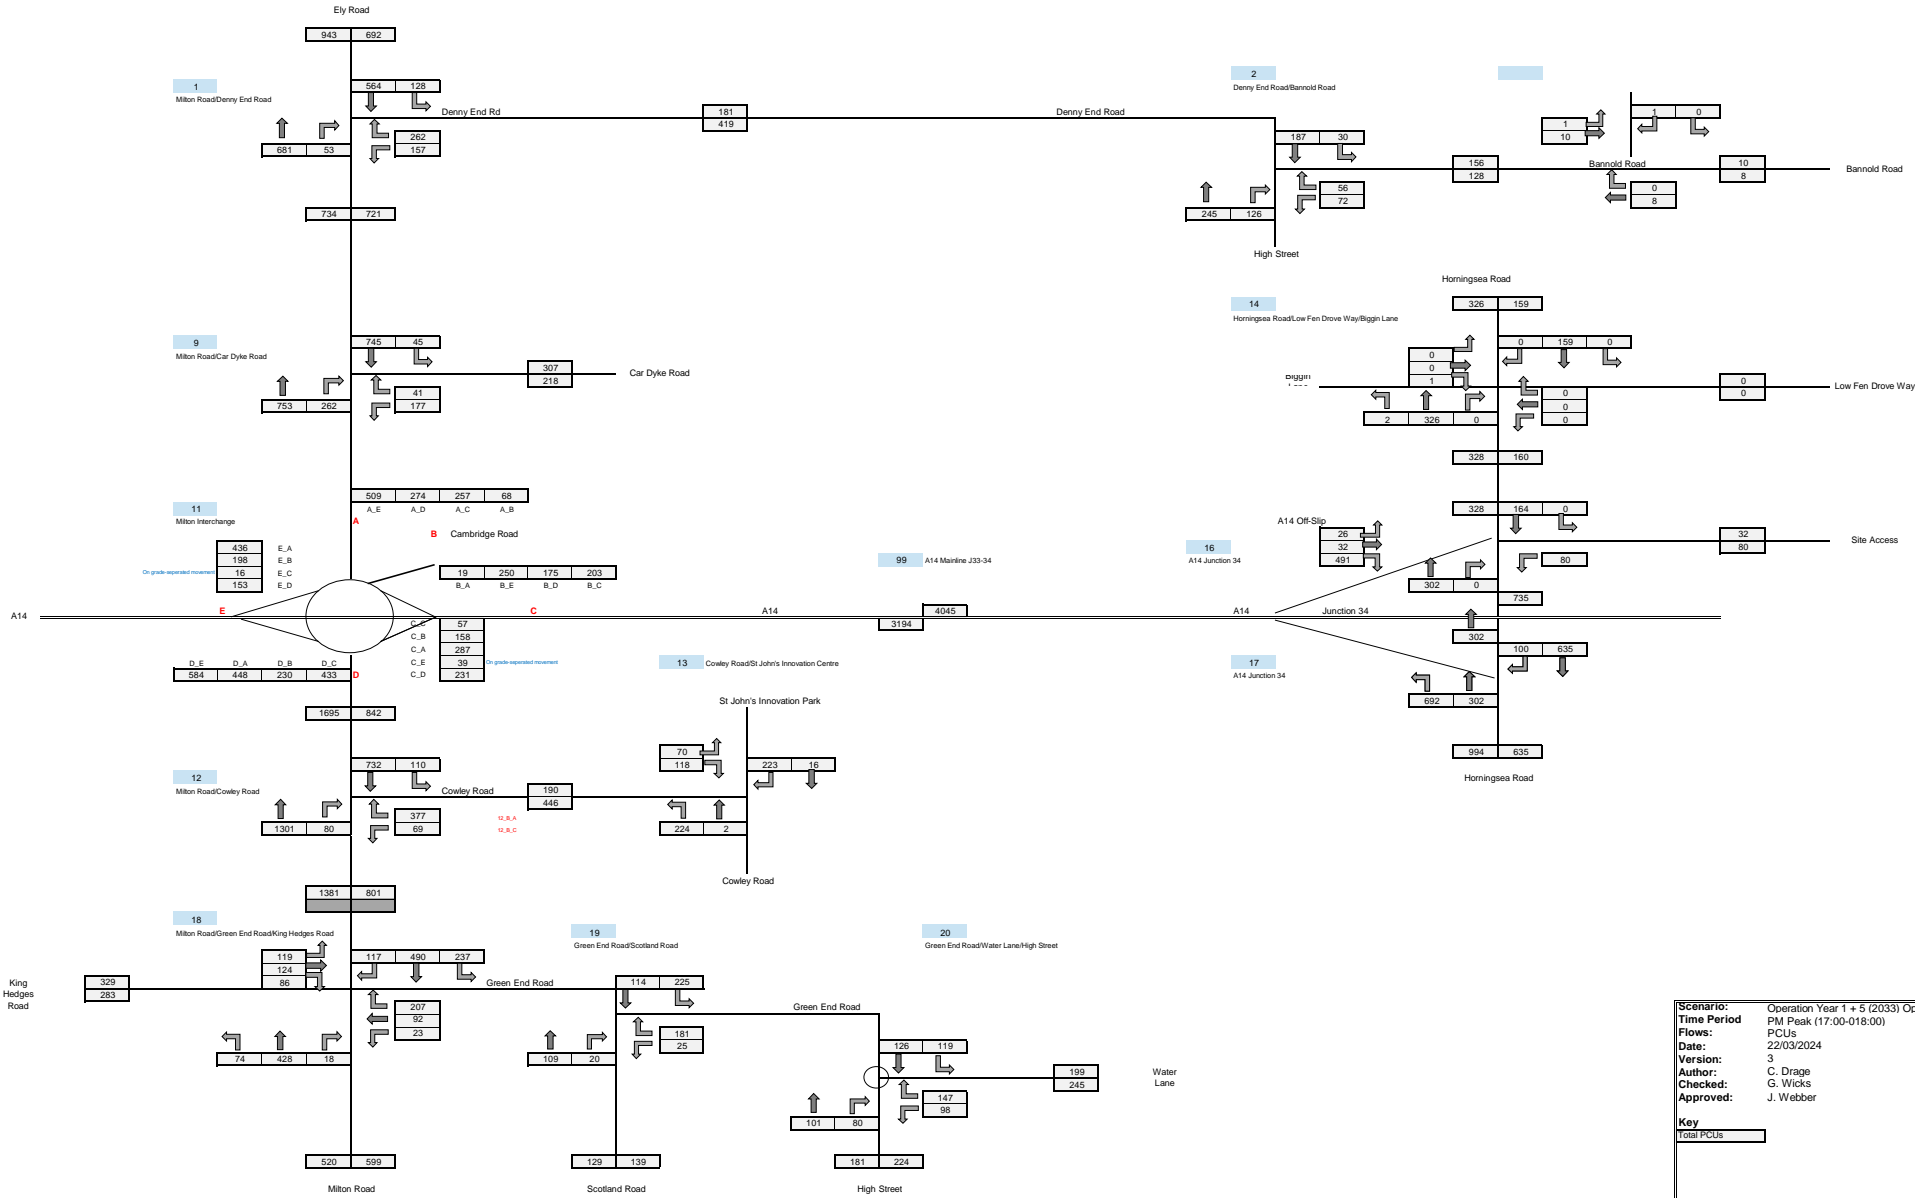 Ely Road
943 692
1
Milton Road/Denny End Road
564 128
Denny End Rd
262
157
681 53
181
419
Denny End Road
2
Denny End Road/Bannold Road
187 30
56
72
245 126
High Street
156
128
1
10
1 0
Bannold Road
0
8
10
8
Bannold Road
734 721
9
Milton Road/Car Dyke Road
745 45
41
177
753 262
307
218
Car Dyke Road
14
Horningsea Road/Low Fen Drove Way/Biggin Lane
Horningsea Road
326 159
0 159 0
0
0
1
Biggin
2 326 0
0
0
0
0
0
Low Fen Drove Way
328 160
11
Milton Interchange
509 274 257 68
A_E A_D A_C A_B
A
B Cambridge Road
436 E_A
198 E_B
On grade-seperated movement 16 E_C
153 E_D
19 250 175 203
B_A B_E B_D B_C
E
C
A14
A14
99 A14 Mainline J33-34
4045
3194
C_C 57
C_B 158
C_A 287
C_E 39 On grade-seperated movement
C_D 231
D_E D_A D_B D_C
584 448 230 433
D
1695 842
16
A14 Junction 34
A14 Off-Slip
26
32
491
328 164 0
32
80
Site Access
80
302 0
735
A14
Junction 34
302
100 635
17
A14 Junction 34
692 302
994 635
Horningsea Road
12
Milton Road/Cowley Road
732 110
Cowley Road
377
69
1301 80
190
446
12_B_A
12_B_C
13 Cowley Road/St John's Innovation Centre
St John's Innovation Park
70
118
223 16
224 2
Cowley Road
1381 801
18
Milton Road/Green End Road/King Hedges Road
119
124
86
117 490 237
King
Hedges
Road
329
283
Green End Road
207
92
23
74 428 18
520 599
Milton Road
19
Green End Road/Scotland Road
114 225
181
25
109 20
129 139
Scotland Road
20
Green End Road/Water Lane/High Street
Green End Road
126 119
147
98
101 80
199
245
Water
Lane
181 224
High Street
Scenario: Operation Year 1 + 5 (2033) Op
Time Period PM Peak (17:00-018:00)
Flows: PCUs
Date: 22/03/2024
Version: 3
Author: C. Drage
Checked: G. Wicks
Approved: J. Webber
Key
Total PCUs